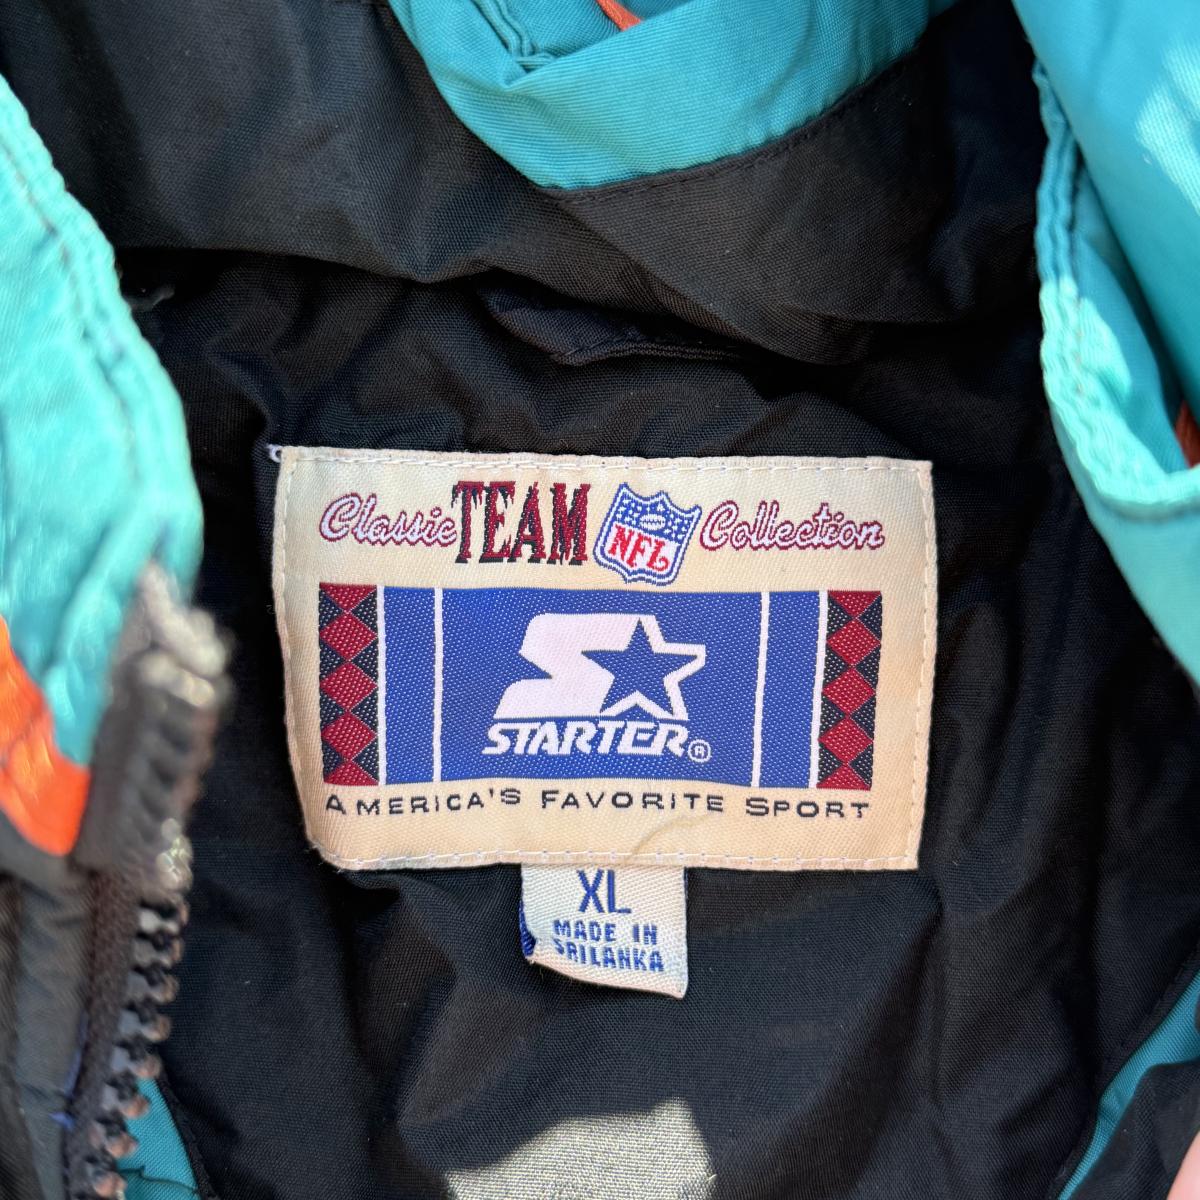 Classic TEAM NFL Collection
STARTER®
AMERICA'S FAVORITE SPORT
XL
MADE IN
SRILANKA